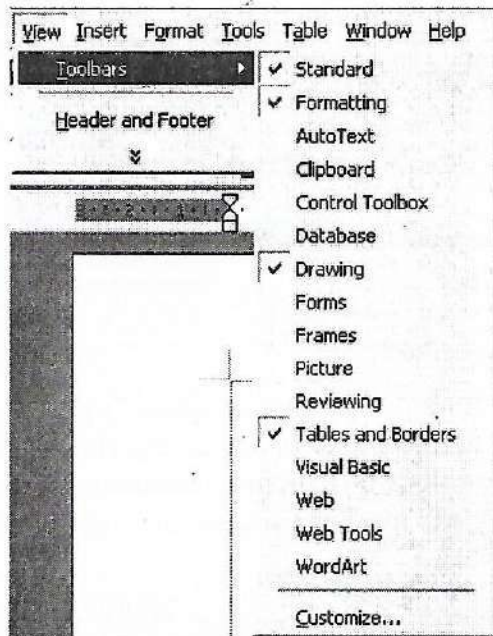 View Insert Format Tools Table Window Help
Toolbars
Header and Footer
Standard
Formatting
AutoText
Clipboard
Control Toolbox
Database
Drawing
Forms
Frames
Picture
Reviewing
Tables and Borders
Visual Basic
Web
Web Tools
WordArt
Customize...